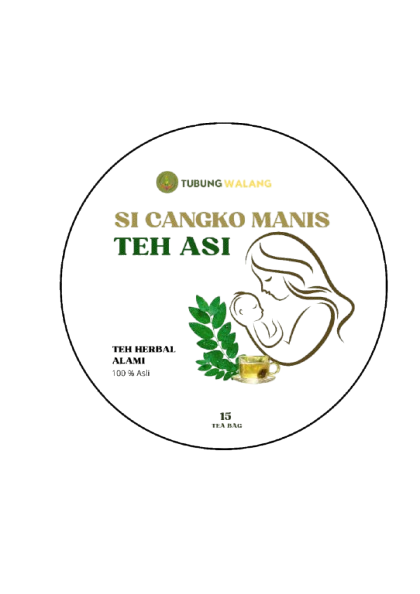 TUBUNG WALANG
SI CANGKO MANIS
TEH ASI
TEH HERBAL
ALAMI
100 % Asli
15
TEA BAG